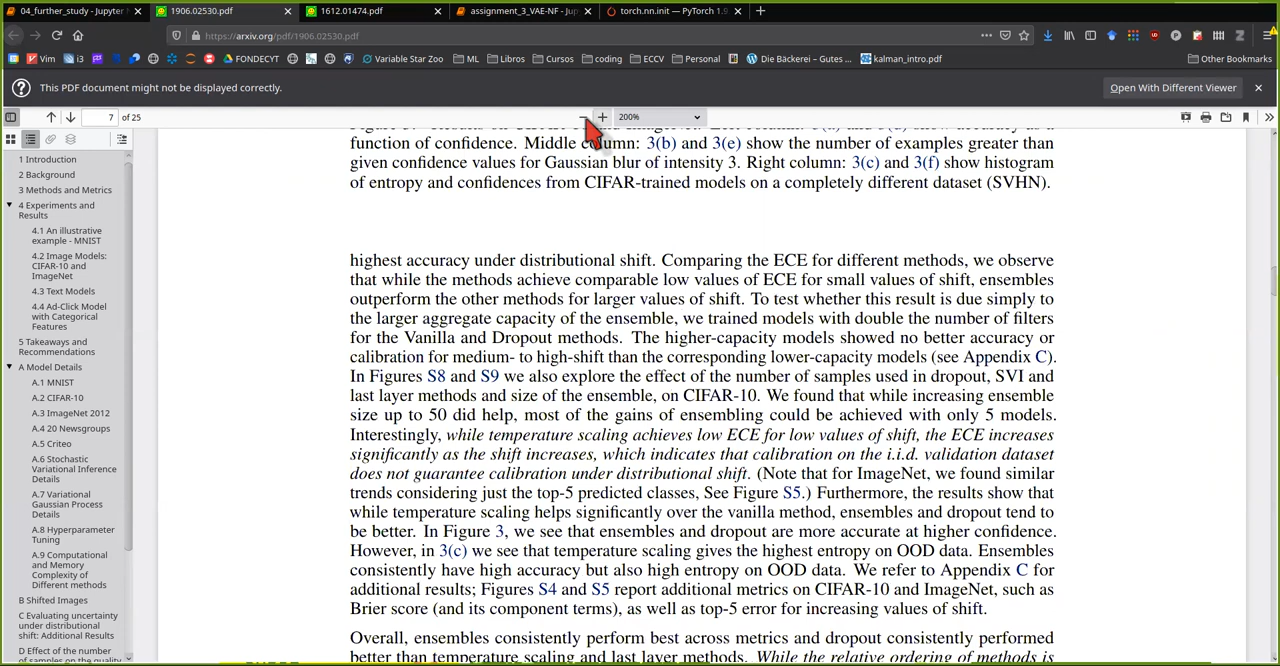 04_further_study - Jupyter N
1906.02530.pdf
1612.01474.pdf
assignment_3_VAE-NF - Jup
torch.nn.init — PyTorch 1.9
https://arxiv.org/pdf/1906.02530.pdf
Vim
i3
FONDECYT
Variable Star Zoo
ML
Libros
Cursos
coding
ECCV
Personal
Die Bäckerei – Gutes ...
kalman_intro.pdf
Other Bookmarks
This PDF document might not be displayed correctly.
Open With Different Viewer
7
of 25
200%
1 Introduction
2 Background
3 Methods and Metrics
4 Experiments and
Results
4.1 An illustrative
example - MNIST
4.2 Image Models:
CIFAR-10 and
ImageNet
4.3 Text Models
4.4 Ad-Click Model
with Categorical
Features
5 Takeaways and
Recommendations
A Model Details
A.1 MNIST
A.2 CIFAR-10
A.3 ImageNet 2012
A.4 20 Newsgroups
A.5 Criteo
A.6 Stochastic
Variational Inference
Details
A.7 Variational
Gaussian Process
Details
A.8 Hyperparameter
Tuning
A.9 Computational
and Memory
Complexity of
Different methods
B Shifted Images
C Evaluating uncertainty
under distributional
shift: Additional Results
D Effect of the number
of samples on the quality
function of confidence. Middle column: 3(b) and 3(e) show the number of examples greater than
given confidence values for Gaussian blur of intensity 3. Right column: 3(c) and 3(f) show histogram
of entropy and confidences from CIFAR-trained models on a completely different dataset (SVHN).
highest accuracy under distributional shift. Comparing the ECE for different methods, we observe
that while the methods achieve comparable low values of ECE for small values of shift, ensembles
outperform the other methods for larger values of shift. To test whether this result is due simply to
the larger aggregate capacity of the ensemble, we trained models with double the number of filters
for the Vanilla and Dropout methods. The higher-capacity models showed no better accuracy or
calibration for medium- to high-shift than the corresponding lower-capacity models (see Appendix C).
In Figures S8 and S9 we also explore the effect of the number of samples used in dropout, SVI and
last layer methods and size of the ensemble, on CIFAR-10. We found that while increasing ensemble
size up to 50 did help, most of the gains of ensembling could be achieved with only 5 models.
Interestingly, while temperature scaling achieves low ECE for low values of shift, the ECE increases
significantly as the shift increases, which indicates that calibration on the i.i.d. validation dataset
does not guarantee calibration under distributional shift. (Note that for ImageNet, we found similar
trends considering just the top-5 predicted classes, See Figure S5.) Furthermore, the results show that
while temperature scaling helps significantly over the vanilla method, ensembles and dropout tend to
be better. In Figure 3, we see that ensembles and dropout are more accurate at higher confidence.
However, in 3(c) we see that temperature scaling gives the highest entropy on OOD data. Ensembles
consistently have high accuracy but also high entropy on OOD data. We refer to Appendix C for
additional results; Figures S4 and S5 report additional metrics on CIFAR-10 and ImageNet, such as
Brier score (and its component terms), as well as top-5 error for increasing values of shift.
Overall, ensembles consistently perform best across metrics and dropout consistently performed
better than temperature scaling and last layer methods. While the relative ordering of methods is